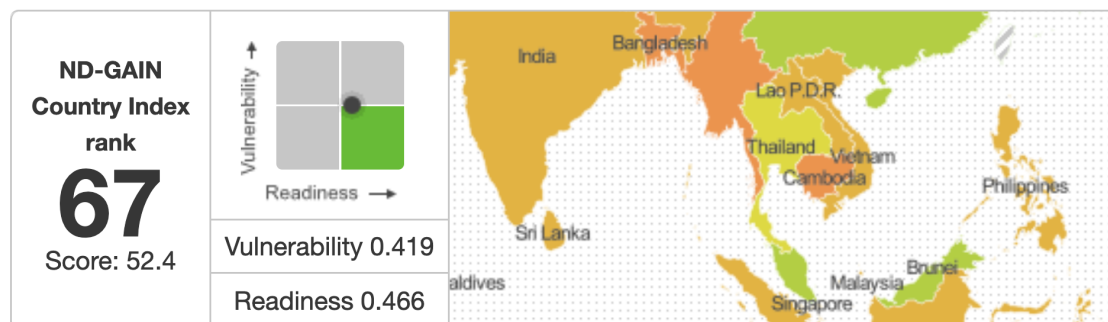 ND-GAIN
Country Index
rank
67
Score: 52.4
Vulnerability
Readiness
Vulnerability 0.419
Readiness 0.466
India
Bangladesh
Lao P.D.R.
Thailand
Vietnam
Cambodia
Philippines
Sri Lanka
aldives
Brunei
Malaysia
Singapore